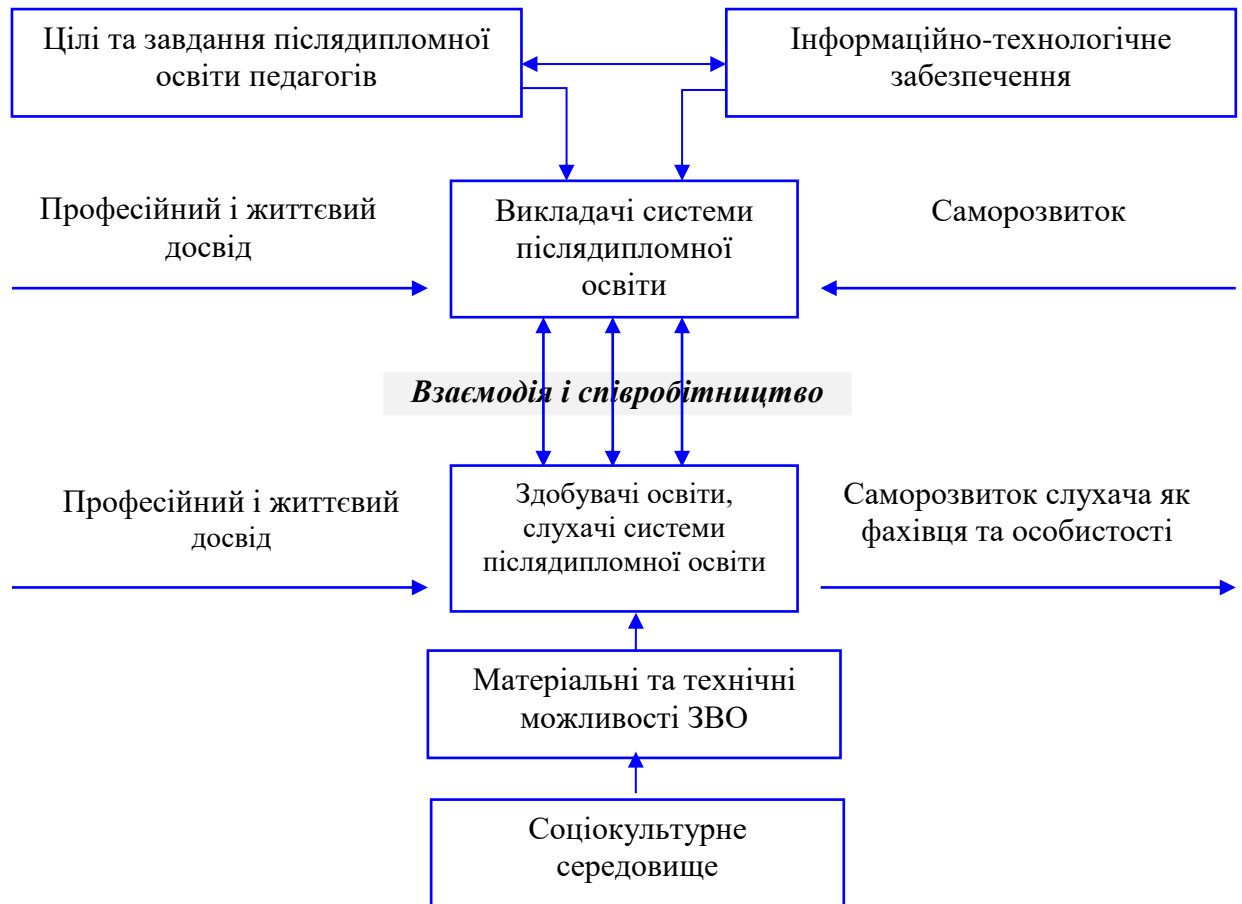 Цілі та завдання післядипломної
освіти педагогів
Інформаційно-технологічне
забезпечення
Професійний і життєвий
досвід
Викладачі системи
післядипломної
освіти
Саморозвиток
Взаємодія і співробітництво
Професійний і життєвий
досвід
Здобувачі освіти,
слухачі системи
післядипломної освіти
Саморозвиток слухача як
фахівця та особистості
Матеріальні та технічні
можливості ЗВО
Соціокультурне
середовище